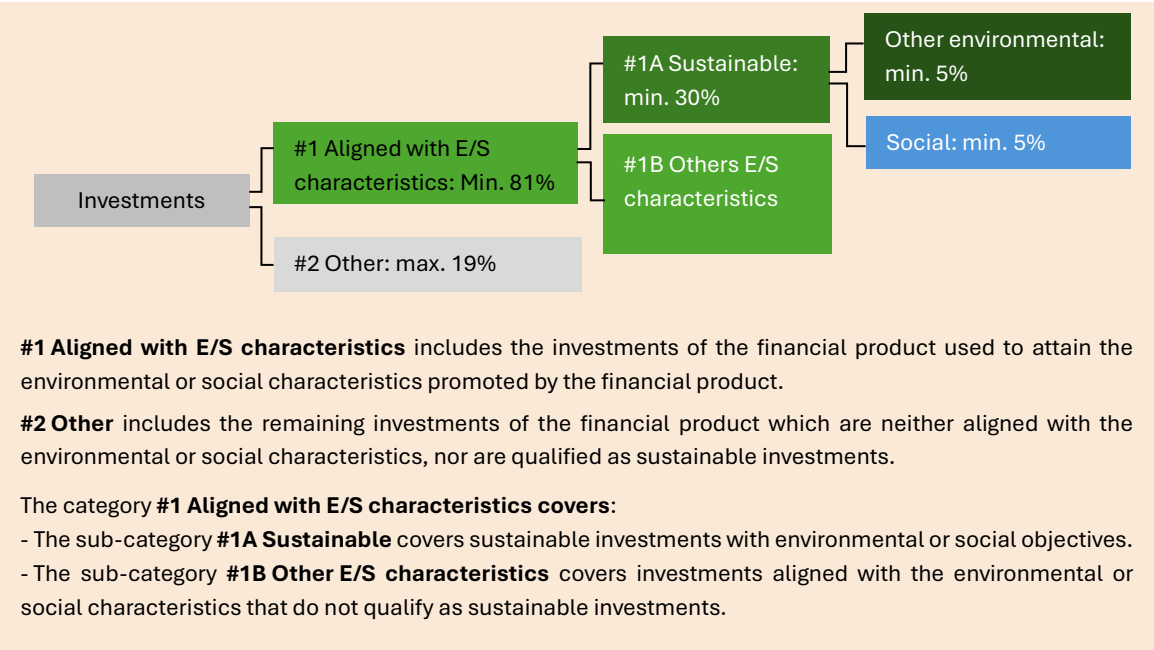 Investments
#1 Aligned with E/S
characteristics: Min. 81%
#2 Other: max. 19%
#1A Sustainable:
min. 30%
#1B Others E/S
characteristics
Other environmental:
min. 5%
Social: min. 5%
#1 Aligned with E/S characteristics includes the investments of the financial product used to attain the
environmental or social characteristics promoted by the financial product.
#2 Other includes the remaining investments of the financial product which are neither aligned with the
environmental or social characteristics, nor are qualified as sustainable investments.
The category #1 Aligned with E/S characteristics covers:
- The sub-category #1A Sustainable covers sustainable investments with environmental or social objectives.
- The sub-category #1B Other E/S characteristics covers investments aligned with the environmental or
social characteristics that do not qualify as sustainable investments.